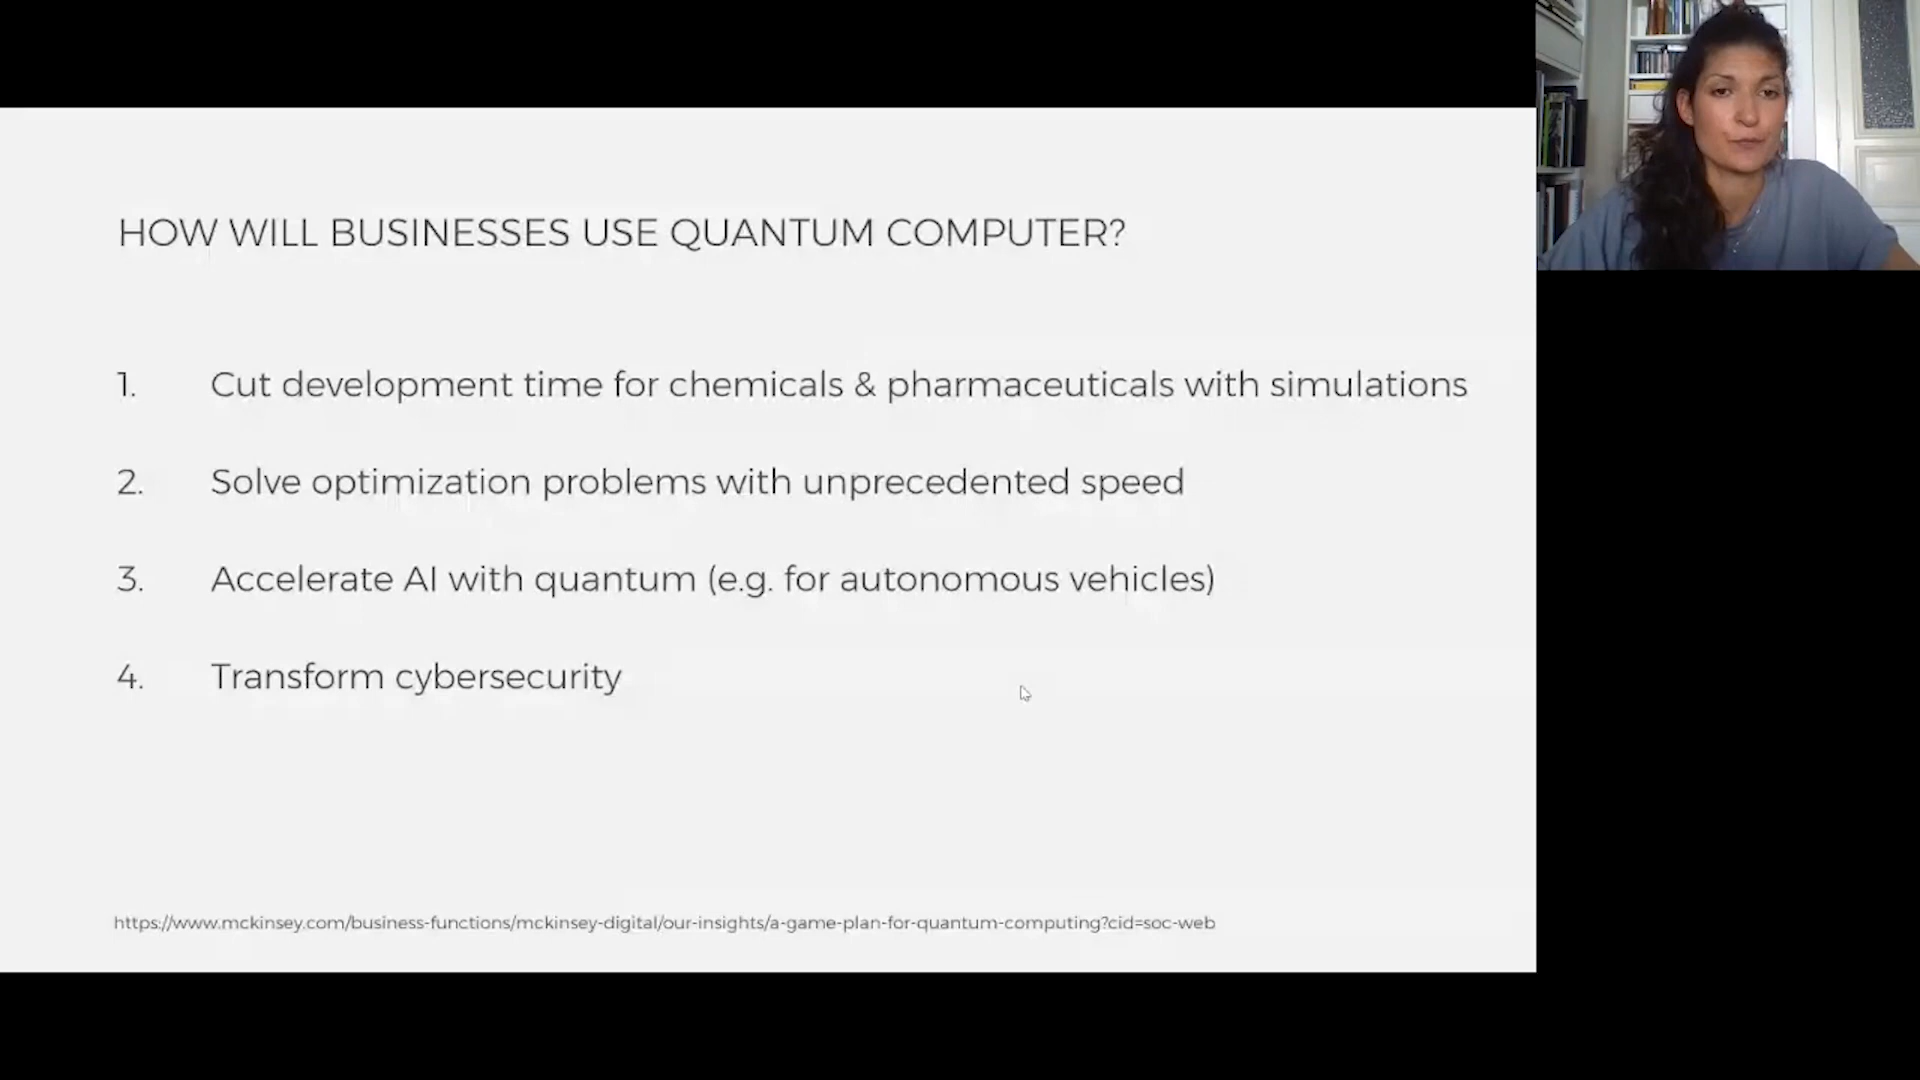 HOW WILL BUSINESSES USE QUANTUM COMPUTER?
1. Cut development time for chemicals & pharmaceuticals with simulations
2. Solve optimization problems with unprecedented speed
3. Accelerate AI with quantum (e.g. for autonomous vehicles)
4. Transform cybersecurity
https://www.mckinsey.com/business-functions/mckinsey-digital/our-insights/a-game-plan-for-quantum-computing?cid=soc-web